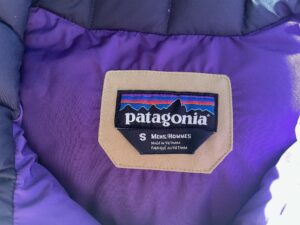 patagonia
S MENS/HOMMES
MADE IN VIETNAM
FABRIQUÉ AU VIETNAM